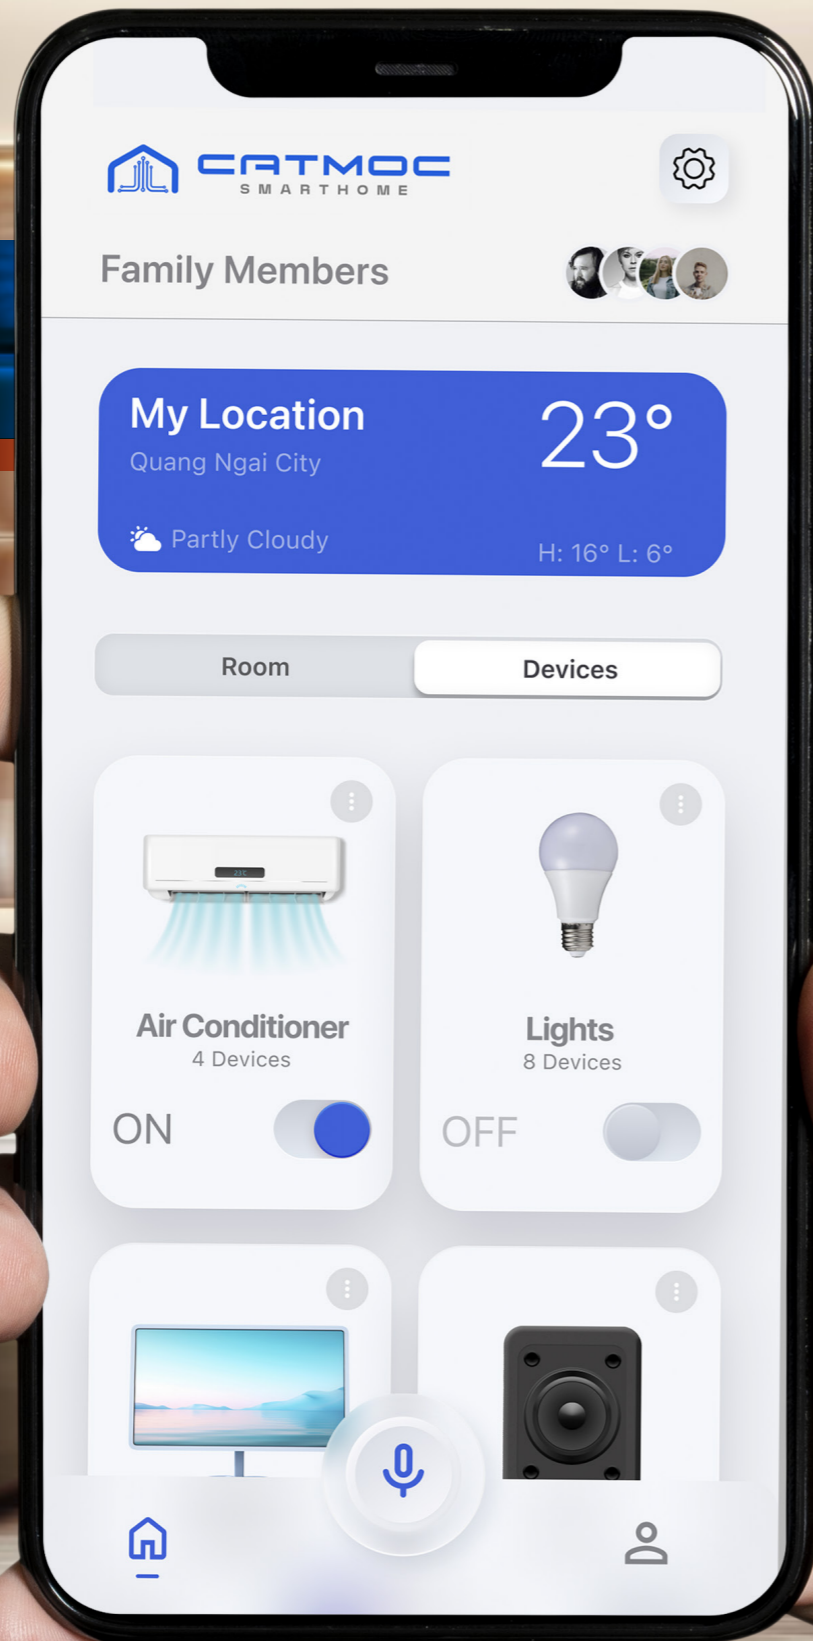 CATMOC
SMARTHOME
Family Members
My Location
23°
Quang Ngai City
Partly Cloudy
H: 16° L: 6°
Room
Devices
23C
Air Conditioner
4 Devices
ON
Lights
8 Devices
OFF